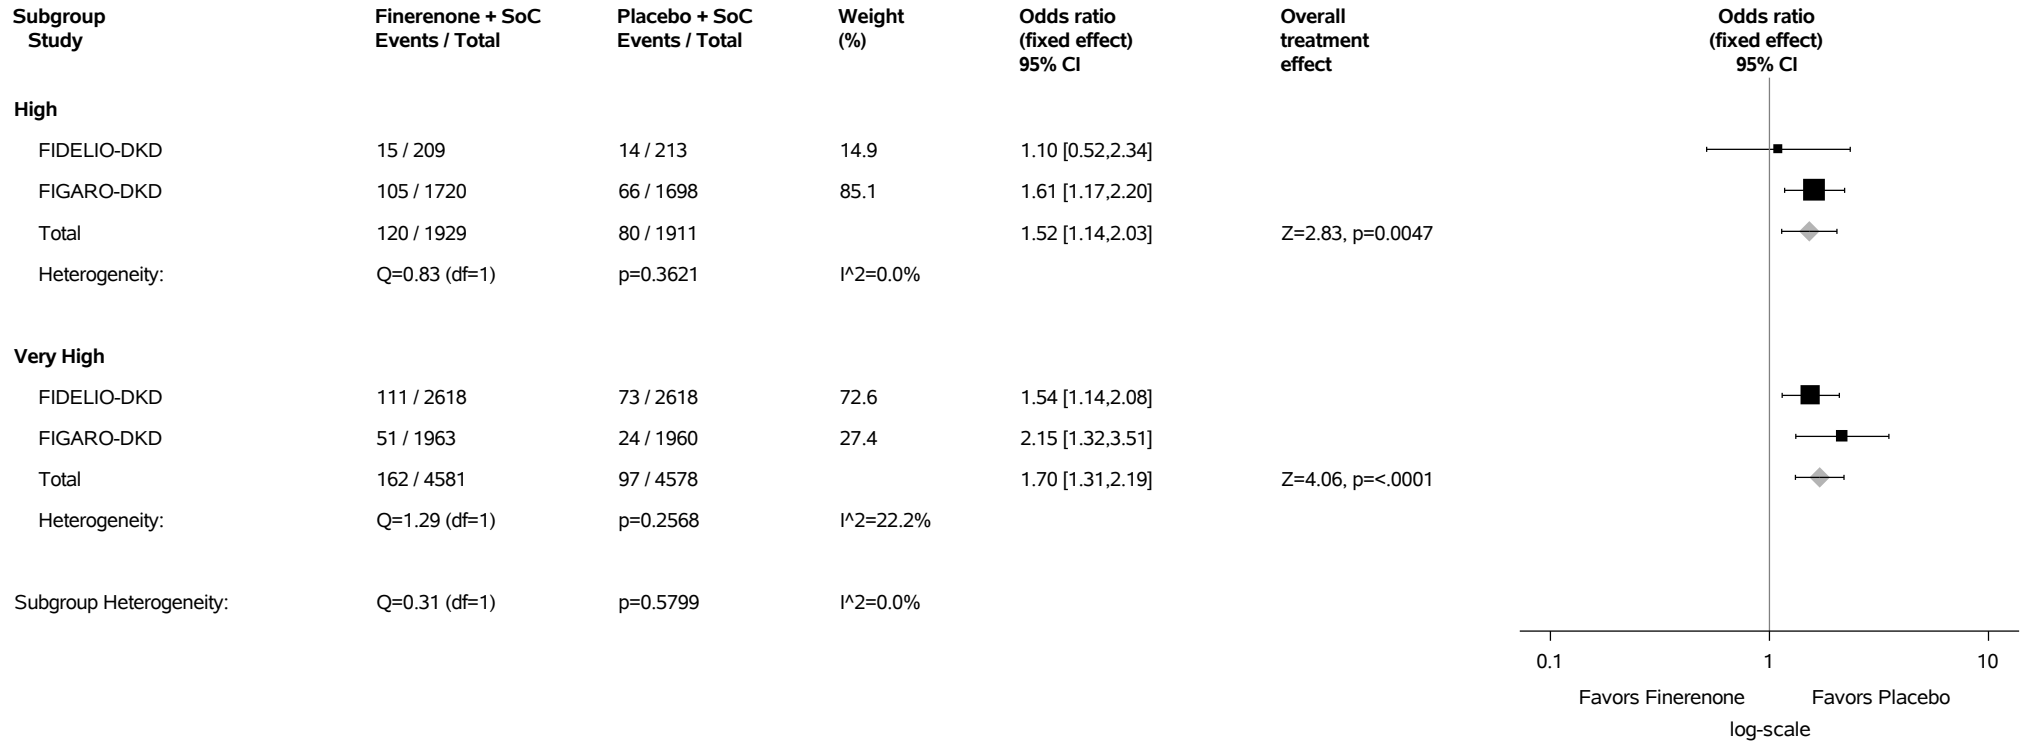 Subgroup Finerenone + SoC Placebo + SoC Weight Odds ratio Overall Odds ratio
Study Events / Total Events / Total (%) (fixed effect) treatment (fixed effect)
95% CI effect 95% CI
High
FIDELIO-DKD 15 / 209 14 / 213 14.9 1.10 [0.52,2.34]
FIGARO-DKD 105 / 1720 66 / 1698 85.1 1.61 [1.17,2.20]
Total 120 / 1929 80 / 1911 1.52 [1.14,2.03] Z=2.83, p=0.0047
Heterogeneity: Q=0.83 (df=1) p=0.3621 I^2=0.0%
Very High
FIDELIO-DKD 111 / 2618 73 / 2618 72.6 1.54 [1.14,2.08]
FIGARO-DKD 51 / 1963 24 / 1960 27.4 2.15 [1.32,3.51]
Total 162 / 4581 97 / 4578 1.70 [1.31,2.19] Z=4.06, p=<.0001
Heterogeneity: Q=1.29 (df=1) p=0.2568 I^2=22.2%
Subgroup Heterogeneity: Q=0.31 (df=1) p=0.5799 I^2=0.0%
0.1 1 10
Favors Finerenone Favors Placebo
log-scale